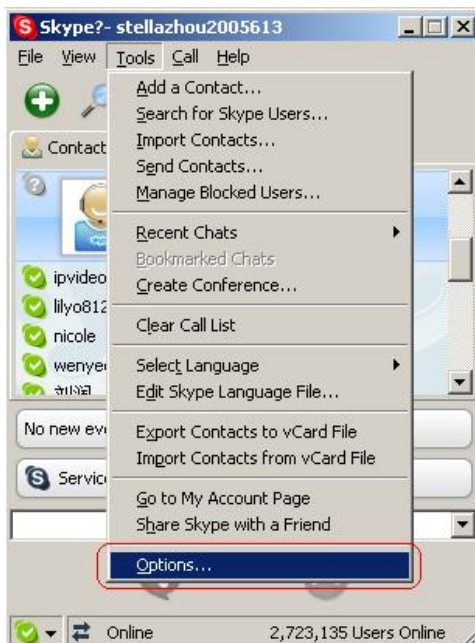 Skype?- stellazhou2005613
File View Tools Call Help
Add a Contact...
Search for Skype Users...
Import Contacts...
Send Contacts...
Manage Blocked Users...
Recent Chats
Bookmarked Chats
Create Conference...
Clear Call List
Select Language
Edit Skype Language File...
Export Contacts to vCard File
Import Contacts from vCard File
Go to My Account Page
Share Skype with a Friend
Options...
Contact
ipvideo
lilyo812
nicole
wenye
No new ev
Servic
Online 2,723,135 Users Online